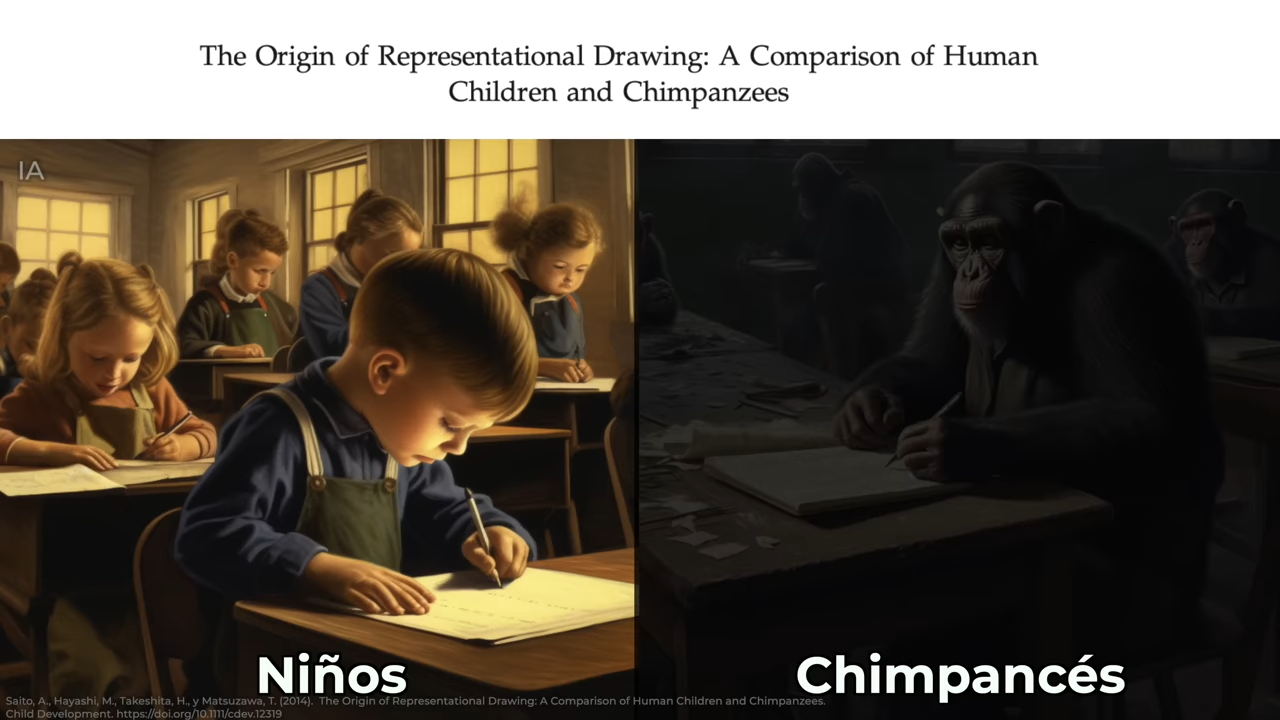 The Origin of Representational Drawing: A Comparison of Human
Children and Chimpanzees
IA
Niños
Chimpancés
Saito, A., Hayashi, M., Takeshita, H., y Matsuzawa, T. (2014). The Origin of Representational Drawing: A Comparison of Human Children and Chimpanzees.
Child Development. https://doi.org/10.1111/cdev.12319